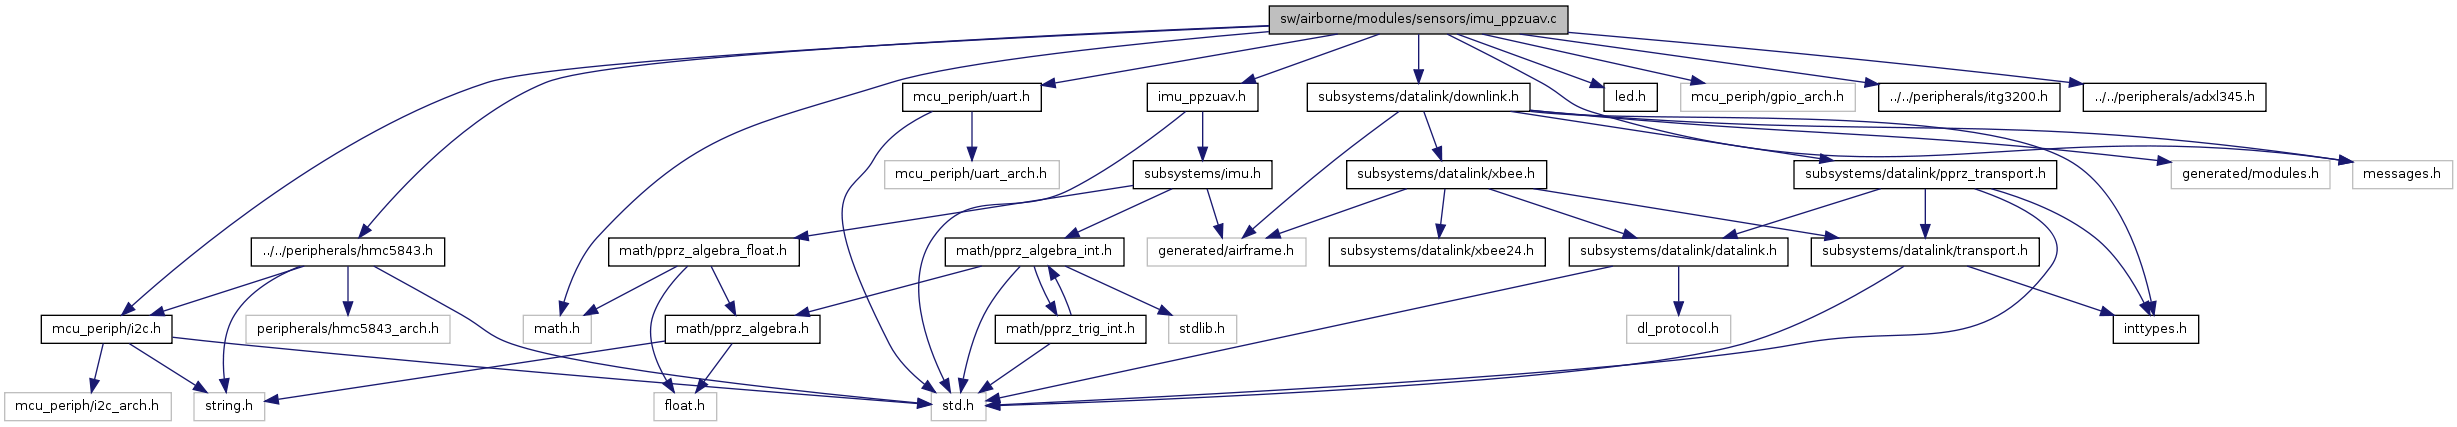 sw/airborne/modules/sensors/imu_ppzuav.c
mcu_periph/uart.h
imu_ppzuav.h
subsystems/datalink/downlink.h
led.h
mcu_periph/gpio_arch.h
../../peripherals/itg3200.h
../../peripherals/adxl345.h
mcu_periph/uart_arch.h
subsystems/imu.h
subsystems/datalink/xbee.h
subsystems/datalink/pprz_transport.h
generated/modules.h
messages.h
../../peripherals/hmc5843.h
math/pprz_algebra_float.h
math/pprz_algebra_int.h
generated/airframe.h
subsystems/datalink/xbee24.h
subsystems/datalink/datalink.h
subsystems/datalink/transport.h
mcu_periph/i2c.h
peripherals/hmc5843_arch.h
math.h
math/pprz_algebra.h
math/pprz_trig_int.h
stdlib.h
dl_protocol.h
inttypes.h
mcu_periph/i2c_arch.h
string.h
float.h
std.h